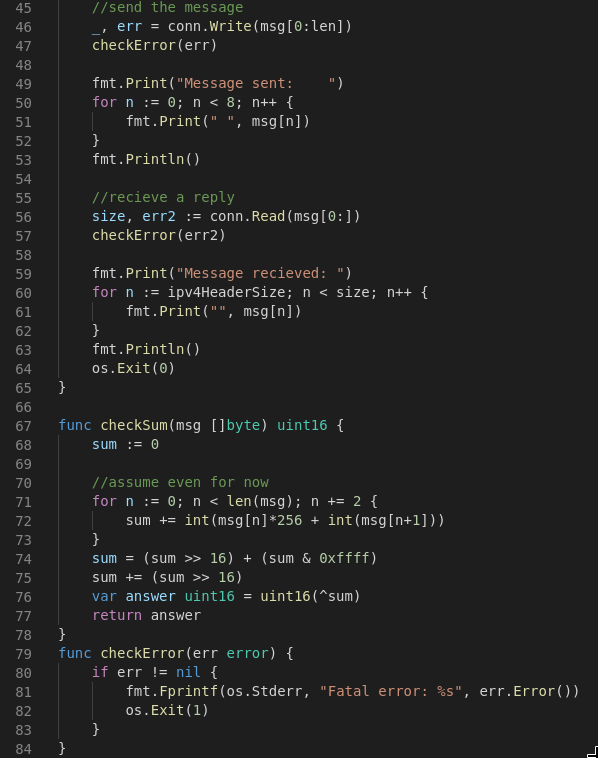 45 //send the message
46 _, err = conn.Write(msg[0:len])
47 checkError(err)
48
49 fmt.Print("Message sent:    ")
50 for n := 0; n < 8; n++ {
51 fmt.Print(" ", msg[n])
52 }
53 fmt.Println()
54
55 //recieve a reply
56 size, err2 := conn.Read(msg[0:])
57 checkError(err2)
58
59 fmt.Print("Message recieved: ")
60 for n := ipv4HeaderSize; n < size; n++ {
61 fmt.Print("", msg[n])
62 }
63 fmt.Println()
64 os.Exit(0)
65 }
66
67 func checkSum(msg []byte) uint16 {
68 sum := 0
69
70 //assume even for now
71 for n := 0; n < len(msg); n += 2 {
72 sum += int(msg[n]*256 + int(msg[n+1]))
73 }
74 sum = (sum >> 16) + (sum & 0xffff)
75 sum += (sum >> 16)
76 var answer uint16 = uint16(^sum)
77 return answer
78 }
79 func checkError(err error) {
80 if err != nil {
81 fmt.Fprintf(os.Stderr, "Fatal error: %s", err.Error())
82 os.Exit(1)
83 }
84 }